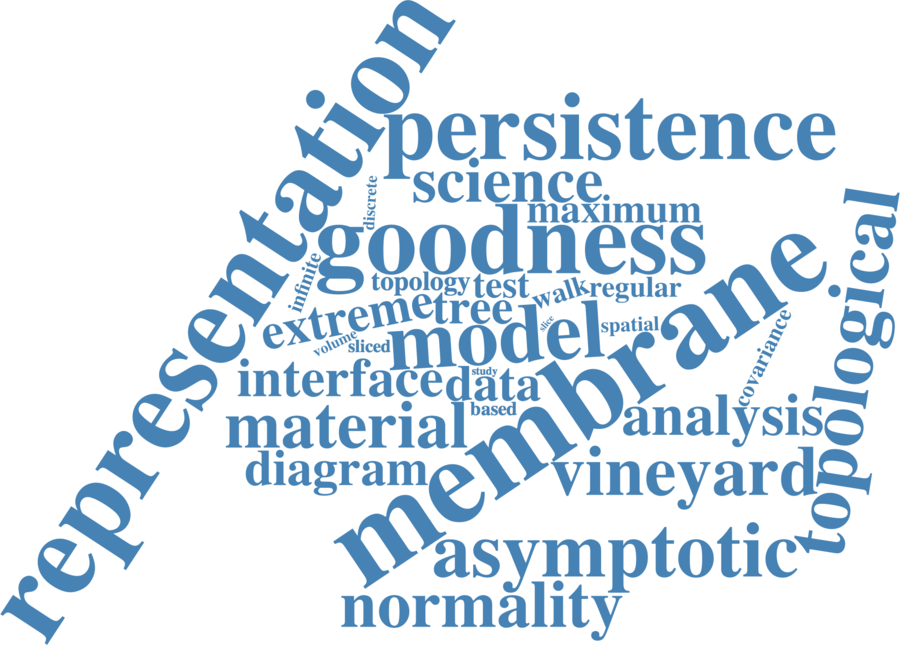 representation
persistence
science
discrete
maximum
goodness
topological
infinite
topology
test
walk
regular
membrane
extreme
tree
model
slice
spatial
volume
sliced
covariance
interface
study
data
based
material
analysis
diagram
vineyard
asymptotic
normality